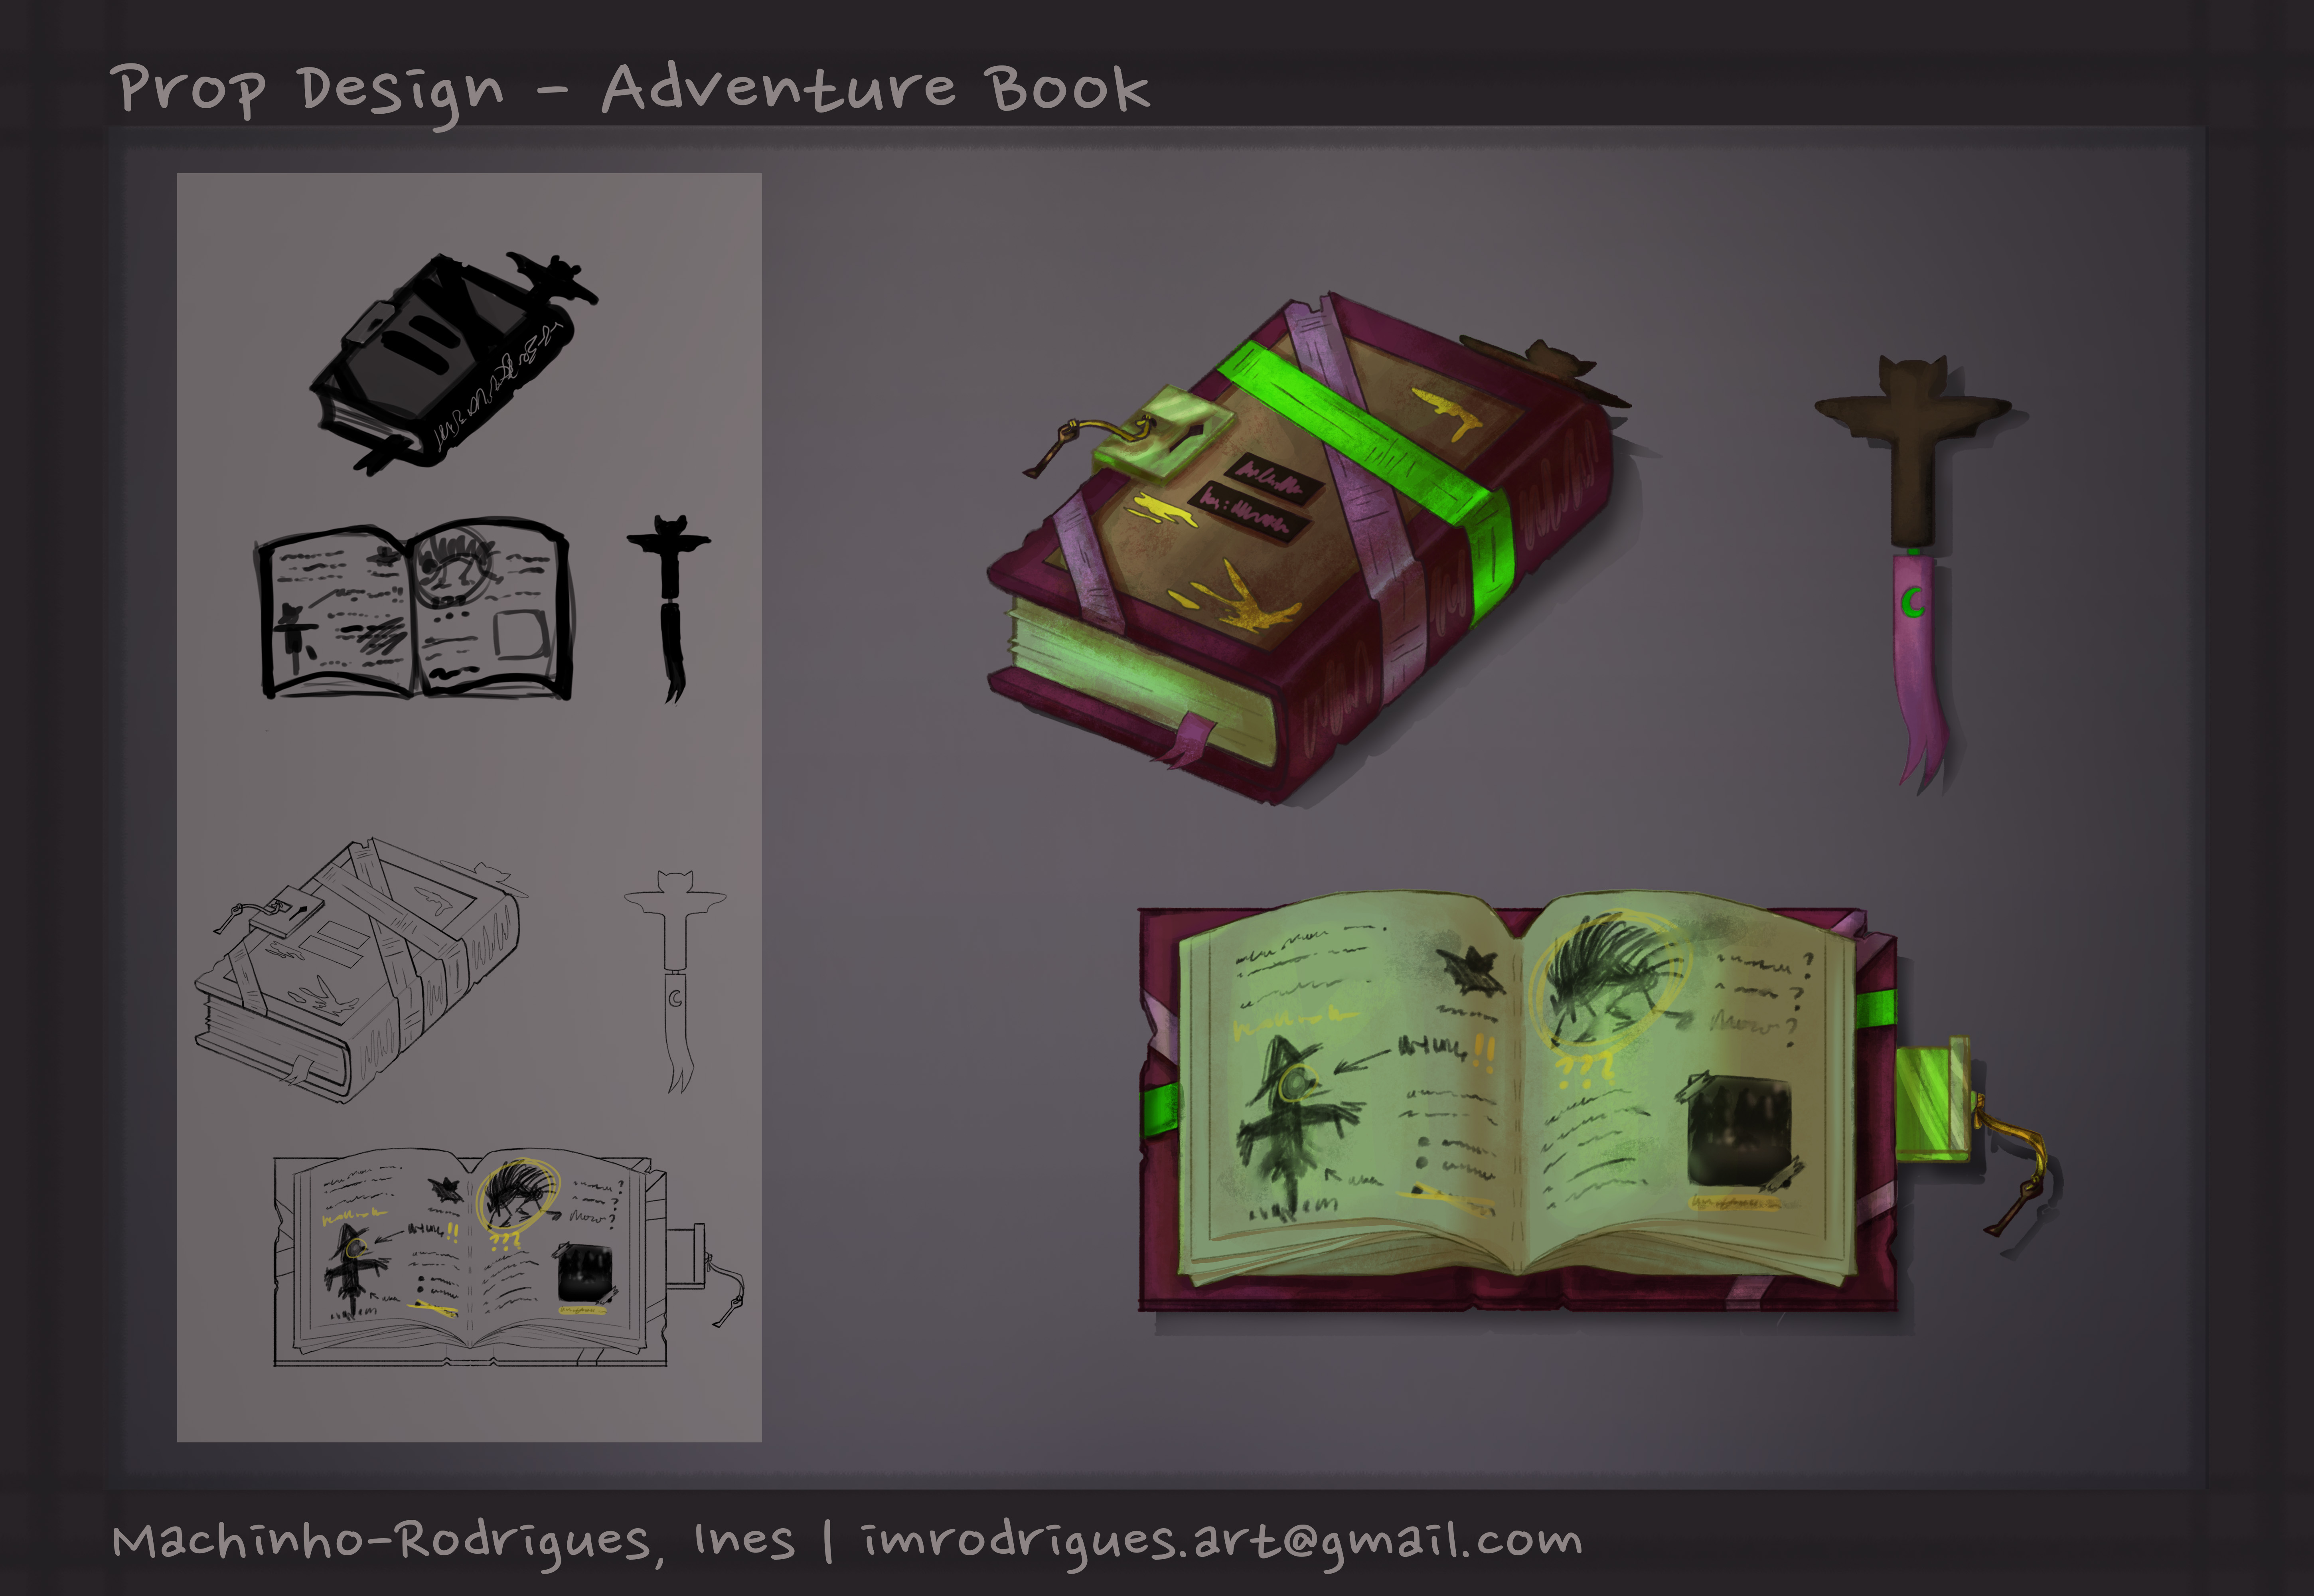 Prop Design - Adventure Book
Machinho-Rodrigues, Ines | imrodrigues.art@gmail.com